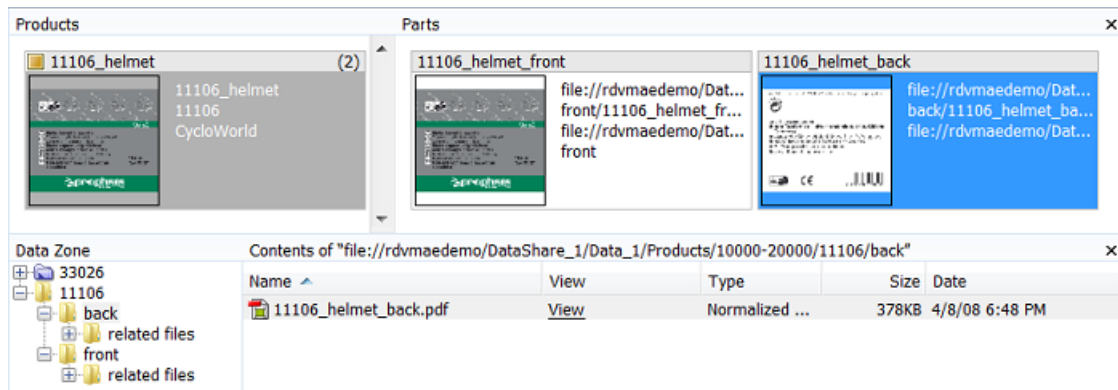 Products
Parts
11106_helmet (2)
11106_helmet
11106
CycloWorld
11106_helmet_front
file://rdvmaedemo/Dat...
front/11106_helmet_fr...
file://rdvmaedemo/Dat...
front
11106_helmet_back
file://rdvmaedemo/Dat...
back/11106_helmet_ba...
file://rdvmaedemo/Dat...
Data Zone
33026
11106
back
related files
front
related files
Contents of "file://rdvmaedemo/DataShare_1/Data_1/Products/10000-20000/11106/back"
Name View Type Size Date
11106_helmet_back.pdf View Normalized ... 378KB 4/8/08 6:48 PM